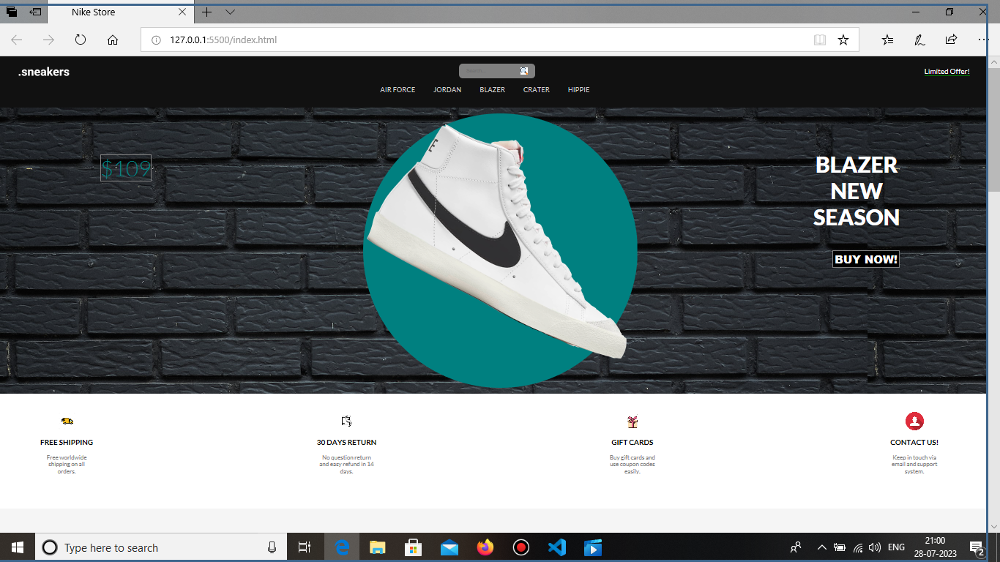 Nike Store
127.0.0.1:5500/index.html
.sneakers
Limited Offer!
AIR FORCE JORDAN BLAZER CRATER HIPPIE
$109
BLAZER
NEW
SEASON
BUY NOW!
FREE SHIPPING
Free worldwide
shipping on all
orders.
30 DAYS RETURN
No question return
and easy refund in 14
days.
GIFT CARDS
Buy gift cards and
use coupon codes
easily.
CONTACT US!
Keep in touch via
email and support
system.
Type here to search
ENG
21:00
28-07-2023
2